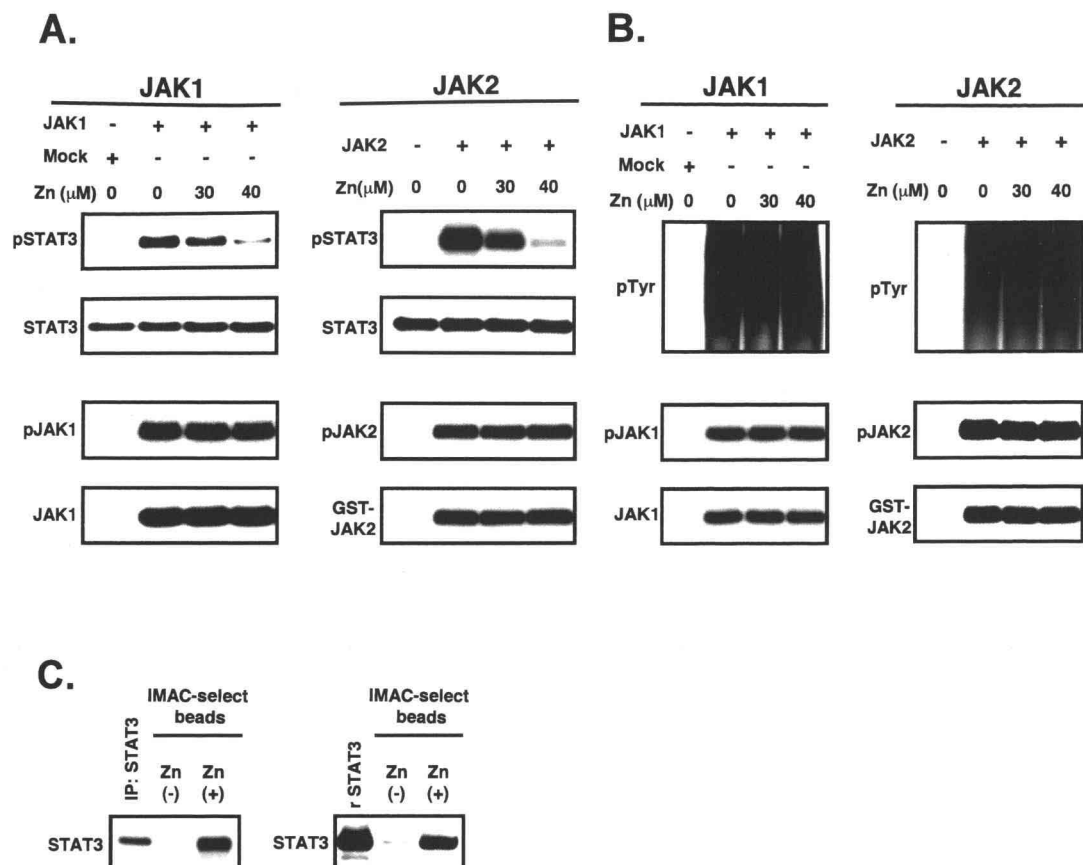 A.
JAK1
JAK1 - + + +
Mock + - - -
Zn (μM) 0 0 30 40
pSTAT3
STAT3
pJAK1
JAK1
JAK2
JAK2 - + + +
Zn(μM) 0 0 30 40
pSTAT3
STAT3
pJAK2
GST-
JAK2
B.
JAK1
JAK1 - + + +
Mock + - - -
Zn (μM) 0 0 30 40
pTyr
pJAK1
JAK1
JAK2
JAK2 - + + +
Zn (μM) 0 0 30 40
pTyr
pJAK2
GST-
JAK2
C.
IP: STAT3
IMAC-select
beads
Zn Zn
(-) (+)
STAT3
r STAT3
IMAC-select
beads
Zn Zn
(-) (+)
STAT3